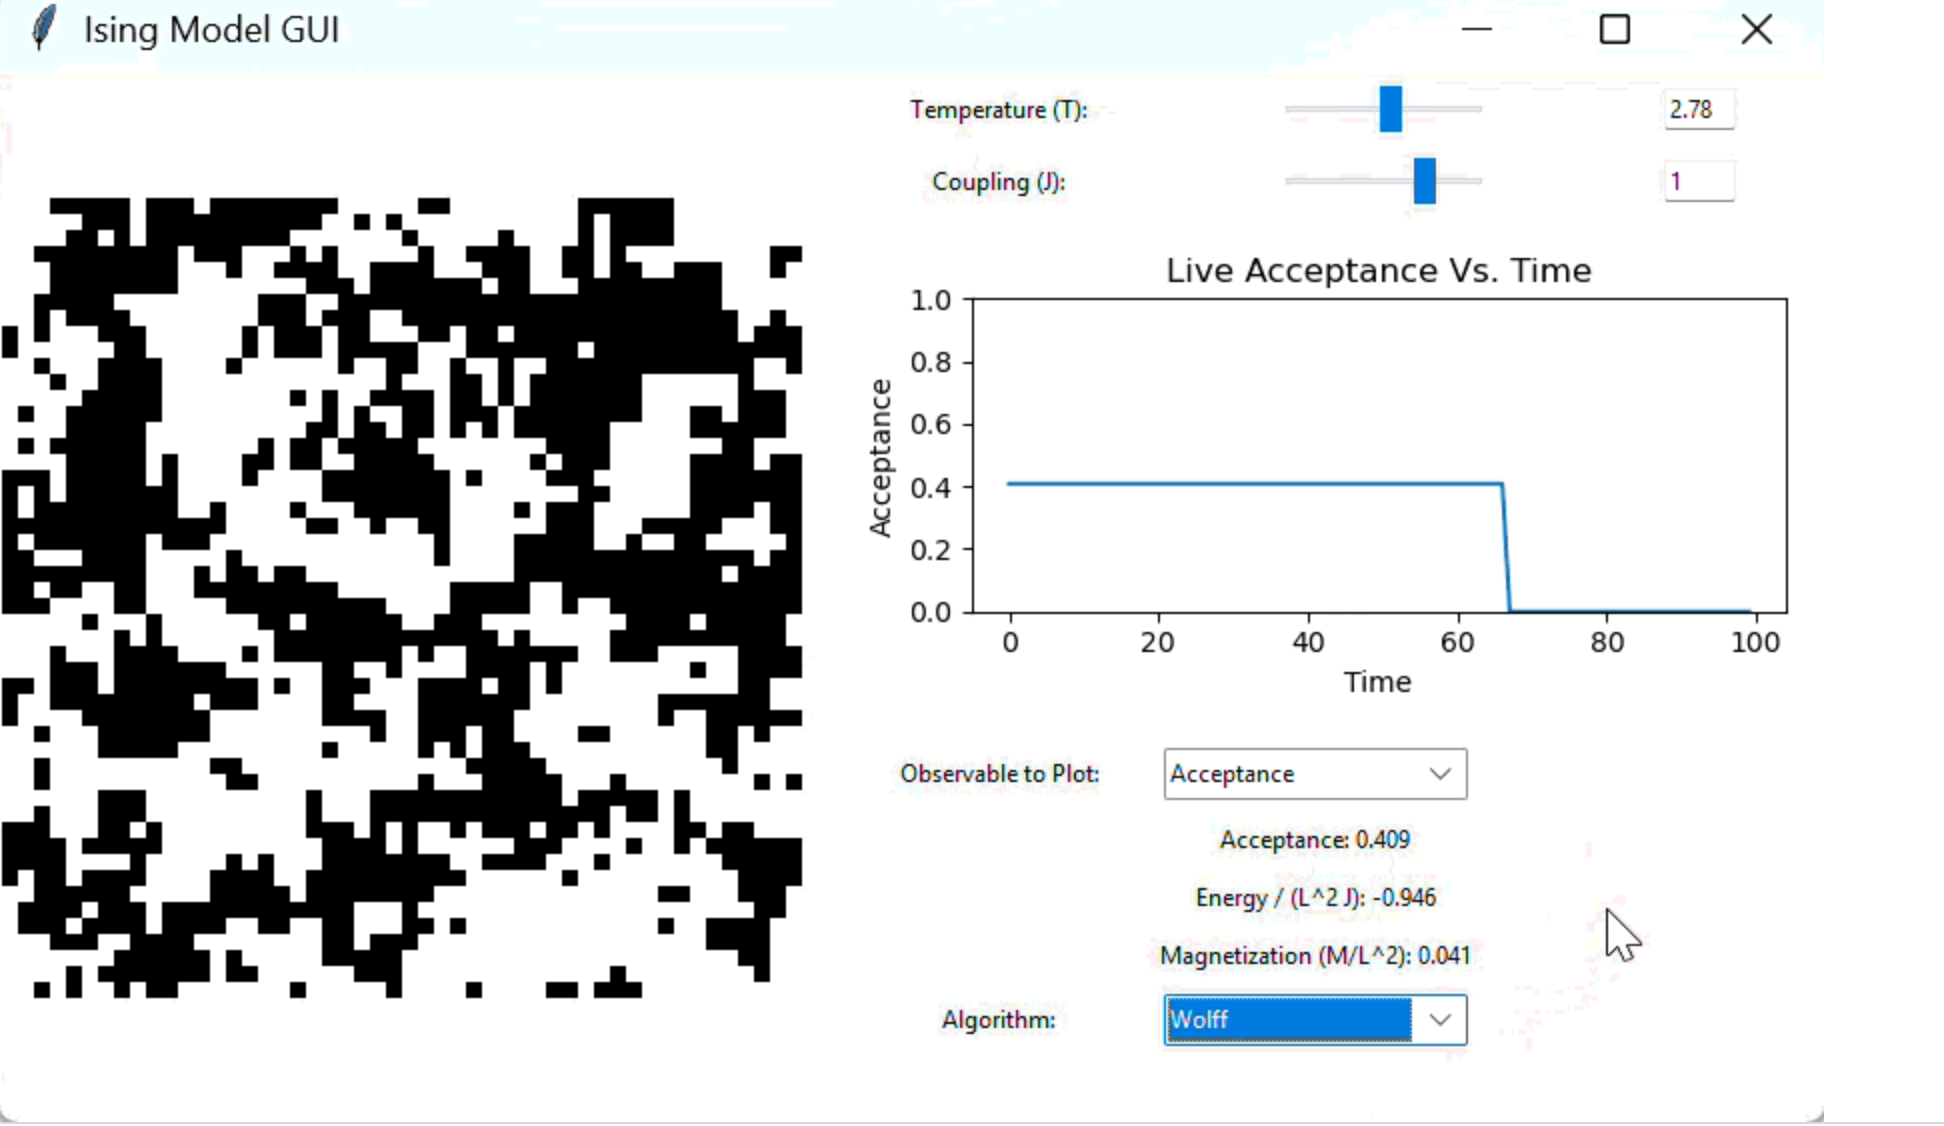 Ising Model GUI
Temperature (T):
2.78
Coupling (J):
1
Live Acceptance Vs. Time
1.0
0.8
0.6
0.4
0.2
0.0
Acceptance
0 20 40 60 80 100
Time
Observable to Plot: Acceptance
Acceptance: 0.409
Energy / (L^2 J): -0.946
Magnetization (M/L^2): 0.041
Algorithm: Wolff